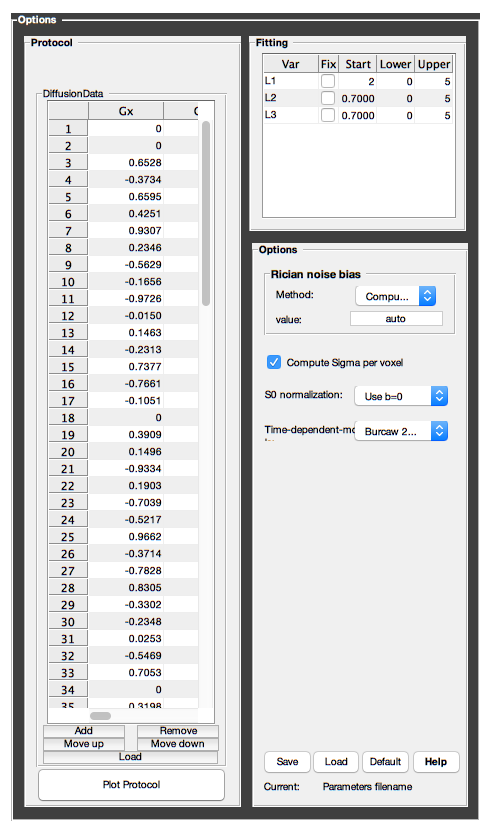 Options
Protocol
DiffusionData
Gx
1 0
2 0
3 0.6528
4 -0.3734
5 0.6595
6 0.4251
7 0.9307
8 0.2346
9 -0.5629
10 -0.1656
11 -0.9726
12 -0.0150
13 0.1463
14 -0.2313
15 0.7377
16 -0.7661
17 -0.1051
18 0
19 0.3909
20 0.1496
21 -0.9334
22 0.1903
23 -0.7039
24 -0.5217
25 0.9662
26 -0.3714
27 -0.7828
28 0.8305
29 -0.3302
30 -0.2348
31 0.0253
32 -0.5469
33 0.7053
34 0
35 0.3198
Add Remove
Move up Move down
Load
Plot Protocol
Fitting
Var Fix Start Lower Upper
L1 2 0 5
L2 0.7000 0 5
L3 0.7000 0 5
Options
Rician noise bias
Method: Compu...
value: auto
Compute Sigma per voxel
S0 normalization: Use b=0
Time-dependent-mo Burcaw 2...
Save Load Default Help
Current: Parameters filename